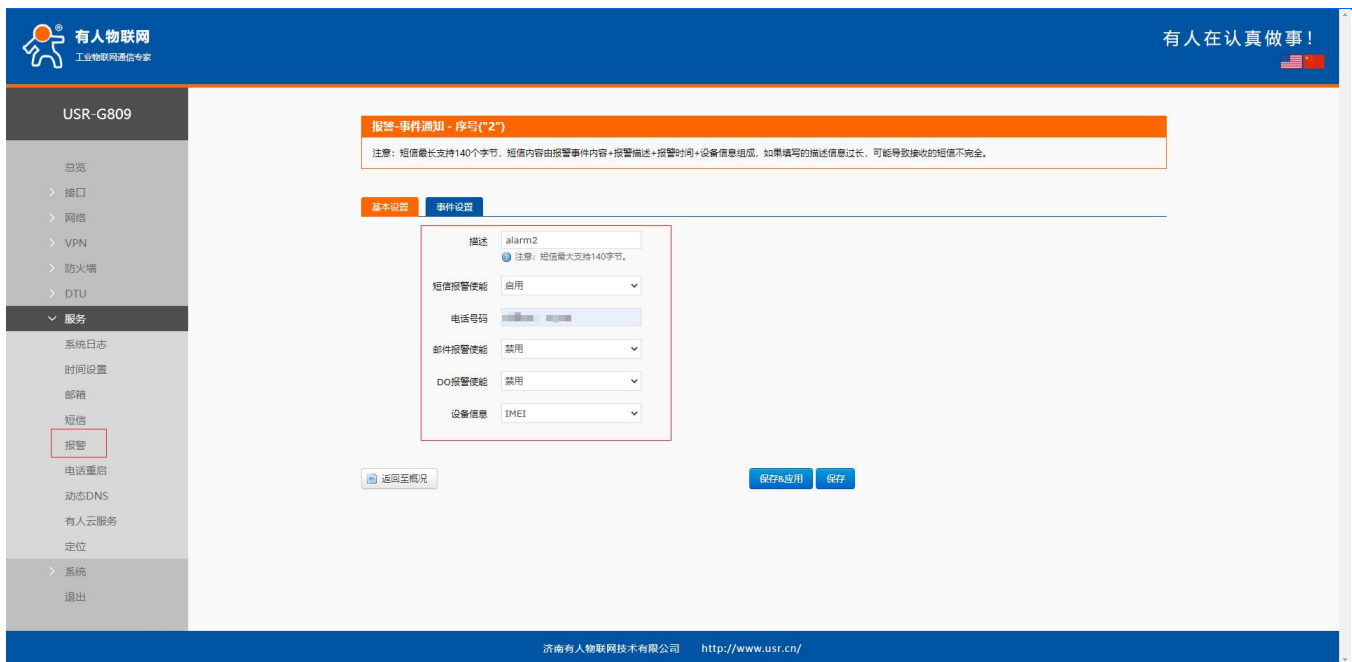 有人物联网
工业物联网通信专家
有人在认真做事！
USR-G809
总览
接口
网络
VPN
防火墙
DTU
服务
系统日志
时间设置
邮箱
短信
报警
电话重启
动态DNS
有人云服务
定位
系统
退出
报警-事件通知 - 序号("2")
注意：短信最长支持140个字节，短信内容由报警事件内容+报警描述+报警时间+设备信息组成，如果填写的描述信息过长，可能导致接收的短信不完全。
基本设置 事件设置
描述 alarm2
注意：短信最大支持140字节。
短信报警使能 启用
电话号码
邮件报警使能 禁用
DO报警使能 禁用
设备信息 IMEI
返回至概况 保存&应用 保存
济南有人物联网技术有限公司 http://www.usr.cn/